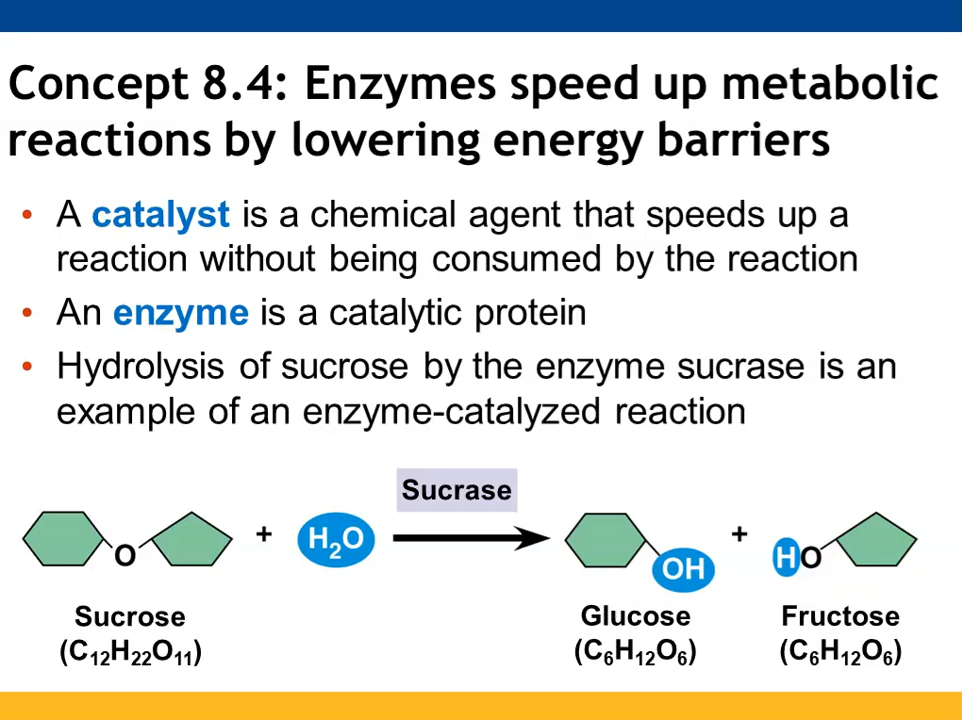 Concept 8.4: Enzymes speed up metabolic
reactions by lowering energy barriers
• A catalyst is a chemical agent that speeds up a
reaction without being consumed by the reaction
• An enzyme is a catalytic protein
• Hydrolysis of sucrose by the enzyme sucrase is an
example of an enzyme-catalyzed reaction
Sucrase
O + H₂O OH + HO
Sucrose Glucose Fructose
(C₁₂H₂₂O₁₁) (C₆H₁₂O₆) (C₆H₁₂O₆)